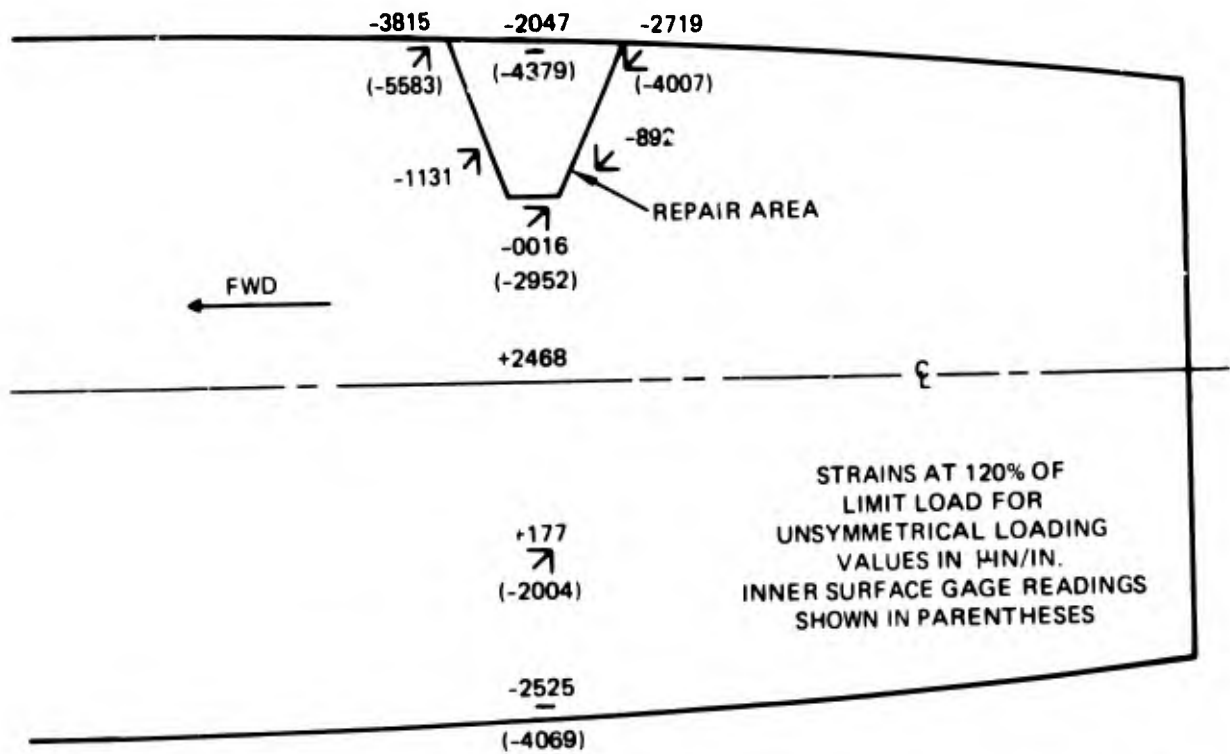 -3815
-2047
-2719
(-5583)
(-4379)
(-4007)
-1131
-892
REPAIR AREA
-0016
(-2952)
FWD
+2468
℄
STRAINS AT 120% OF
LIMIT LOAD FOR
UNSYMMETRICAL LOADING
VALUES IN μIN/IN.
INNER SURFACE GAGE READINGS
SHOWN IN PARENTHESES
+177
(-2004)
-2525
(-4069)